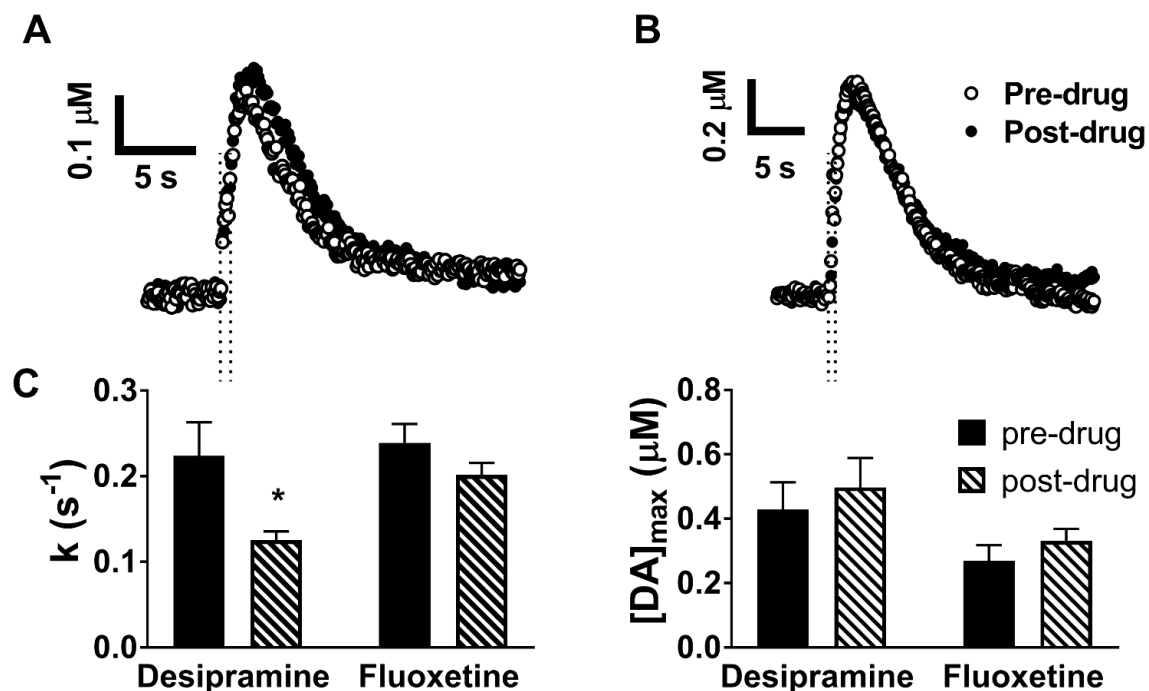 A
0.1 μM
5 s
B
0.2 μM
5 s
Pre-drug
Post-drug
C
k (s⁻¹)
0.3
0.2
0.1
0.0
*
Desipramine Fluoxetine
[DA]max (μM)
0.8
0.6
0.4
0.2
0.0
pre-drug
post-drug
Desipramine Fluoxetine